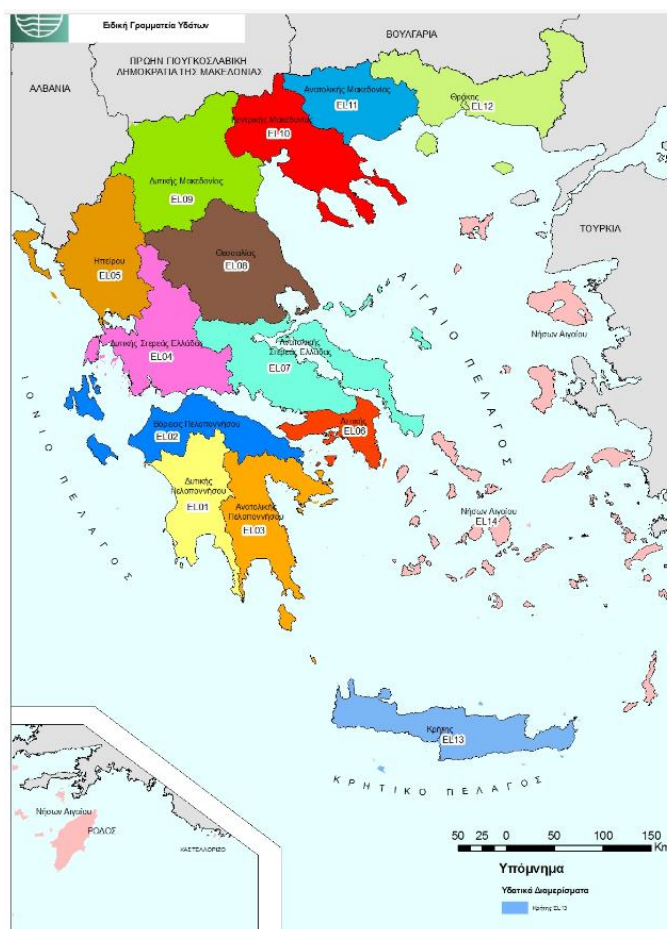 Ειδική Γραμματεία Υδάτων
ΒΟΥΛΓΑΡΙΑ
ΠΡΩΗΝ ΓΙΟΥΓΚΟΣΛΑΒΙΚΗ
ΔΗΜΟΚΡΑΤΙΑ ΤΗΣ ΜΑΚΕΔΟΝΙΑΣ
ΑΛΒΑΝΙΑ
Ανατολικής Μακεδονίας
EL11
Θράκης
EL12
Κεντρικής Μακεδονίας
EL10
Δυτικής Μακεδονίας
EL09
ΤΟΥΡΚΙΑ
Ηπείρου
EL05
Θεσσαλίας
EL08
ΑΙΓΑΙΟ ΠΕΛΑΓΟΣ
Νήσων Αιγαίου
Δυτικής Στερεάς Ελλάδας
EL04
Ανατολικής
Στερεάς Ελλάδας
EL07
ΙΟΝΙΟ ΠΕΛΑΓΟΣ
Βόρειας Πελοποννήσου
EL02
Αττικής
EL06
Δυτικής
Πελοποννήσου
EL01
Ανατολικής
Πελοποννήσου
EL03
Νήσων Αιγαίου
EL14
Κρήτης
EL13
ΚΡΗΤΙΚΟ ΠΕΛΑΓΟΣ
Νήσων Αιγαίου
ΡΟΔΟΣ
ΚΑΣΤΕΛΛΟΡΙΖΟ
50 25 0 50 100 150
Km
Υπόμνημα
Υδατικά Διαμερίσματα
Κρήτης EL13